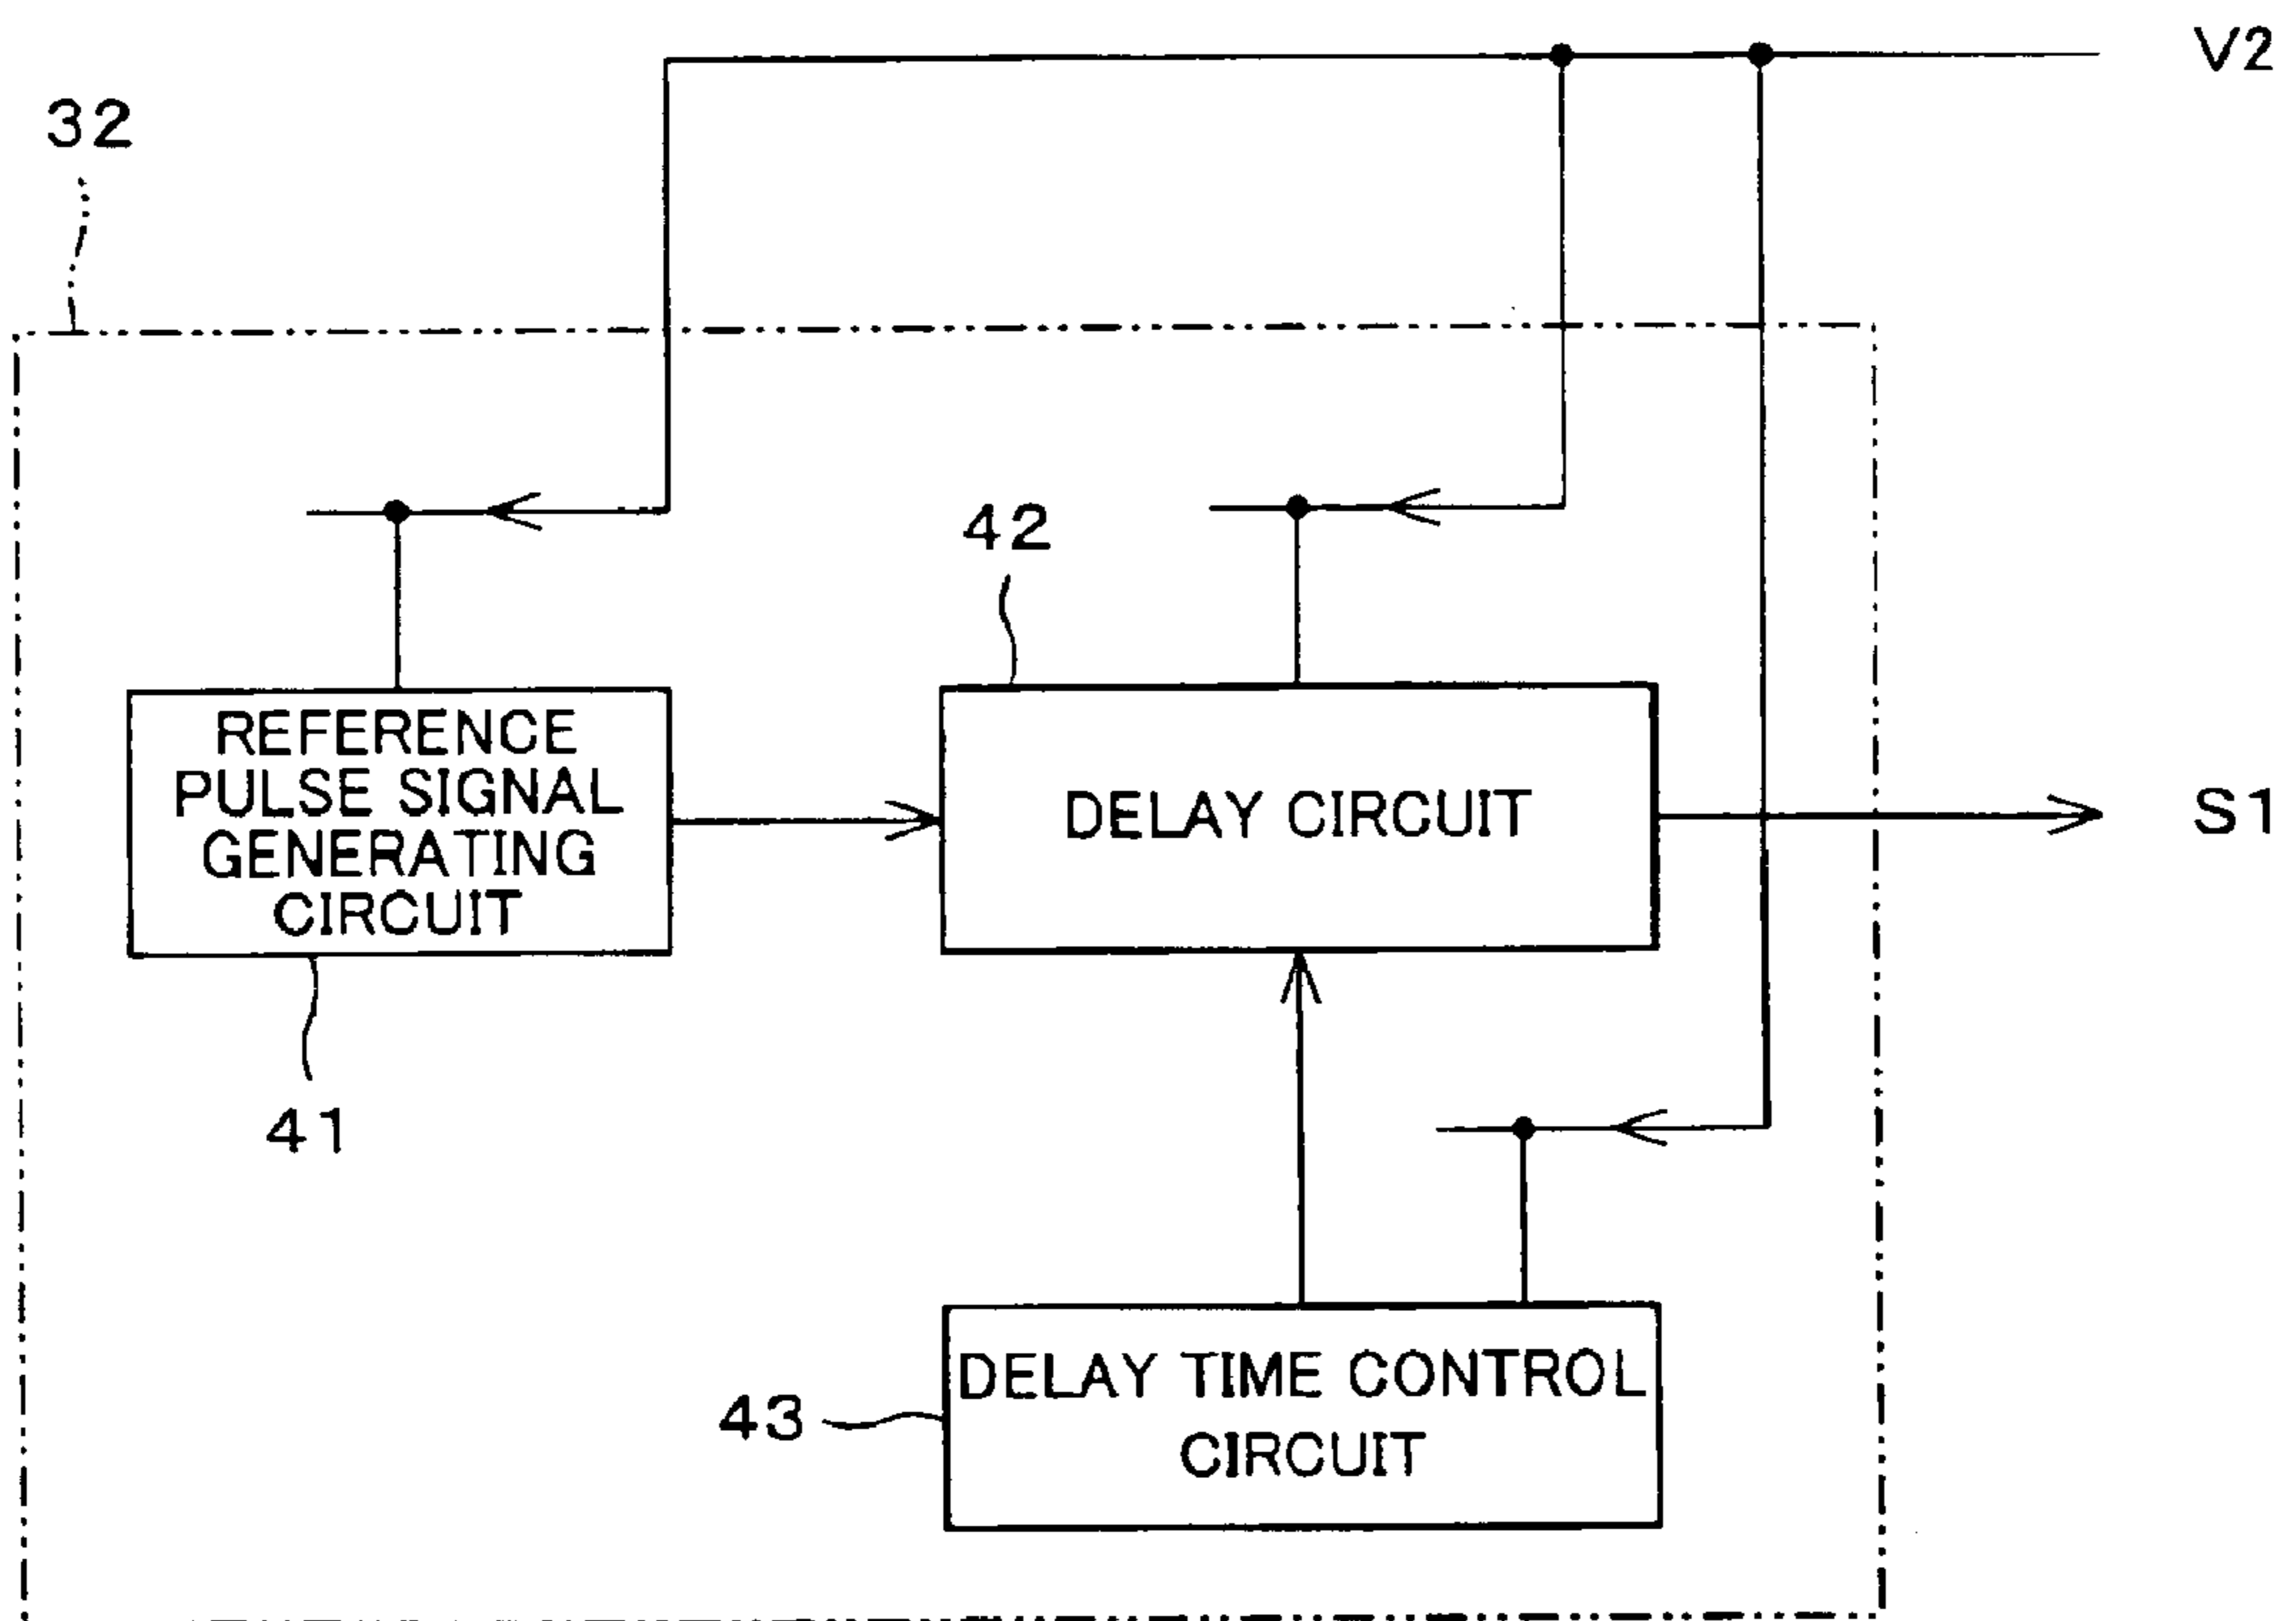 V2
32
42
REFERENCE
PULSE SIGNAL
GENERATING
CIRCUIT
DELAY CIRCUIT
S1
41
DELAY TIME CONTROL
CIRCUIT
43